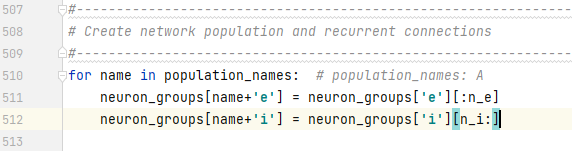 507 #------------------------------------------------------------------
508 # Create network population and recurrent connections
509 #------------------------------------------------------------------
510 for name in population_names:  # population_names: A
511     neuron_groups[name+'e'] = neuron_groups['e'][:n_e]
512     neuron_groups[name+'i'] = neuron_groups['i'][n_i:]
513